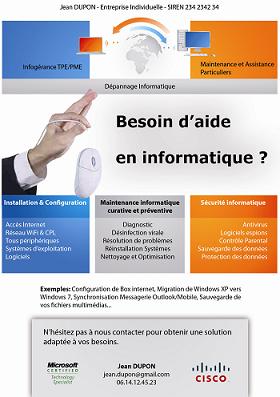 Jean DUPON - Entreprise Individuelle - SIREN 234 2342 34
Infogérance TPE/PME
Maintenance et Assistance
Particuliers
Dépannage Informatique
Besoin d'aide
en informatique ?
Installation & Configuration
Accès Internet
Réseau WiFi & CPL
Tous périphériques
Systèmes d'exploitation
Logiciels
Maintenance informatique
curative et préventive
Diagnostic
Désinfection virale
Résolution de problèmes
Réinstallation Systèmes
Nettoyage et Optimisation
Sécurité informatique
Antivirus
Logiciels espions
Contrôle Parental
Sauvegarde des données
Protection des données
Exemples: Configuration de Box internet, Migration de Windows XP vers
Windows 7, Synchronisation Messagerie Outlook/Mobile, Sauvegarde de
vos fichiers multimédias...
N'hésitez pas à nous contacter pour obtenir une solution
adaptée à vos besoins.
Microsoft
CERTIFIED
Technology
Specialist
Jean DUPON
jean.dupon@gmail.com
06.14.12.45.23
CISCO